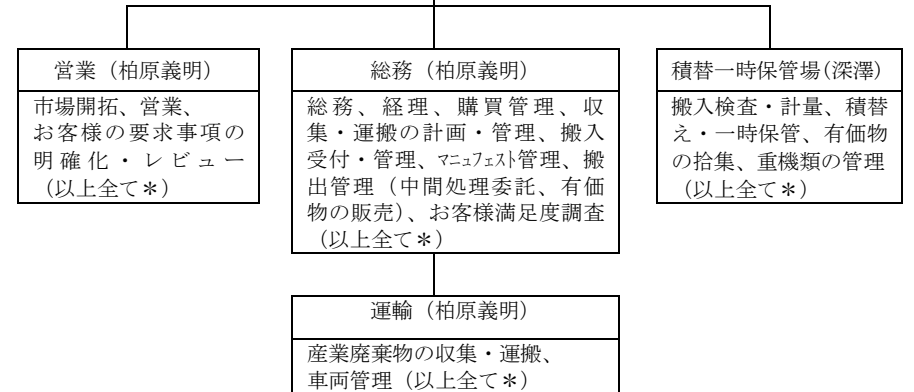 営業（柏原義明）
市場開拓、営業、
お客様の要求事項の
明確化・レビュー
（以上全て＊）
総務（柏原義明）
総務、経理、購買管理、収
集・運搬の計画・管理、搬入
受付・管理、マニュフェスト管理、搬
出管理（中間処理委託、有価
物の販売）、お客様満足度調査
（以上全て＊）
積替一時保管場(深澤)
搬入検査・計量、積替
え・一時保管、有価物
の拾集、重機類の管理
（以上全て＊）
運輸（柏原義明）
産業廃棄物の収集・運搬、
車両管理（以上全て＊）